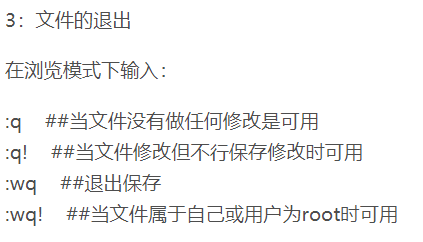 3：文件的退出
在浏览模式下输入：
:q ##当文件没有做任何修改是可用
:q! ##当文件修改但不行保存修改时可用
:wq ##退出保存
:wq! ##当文件属于自己或用户为root时可用